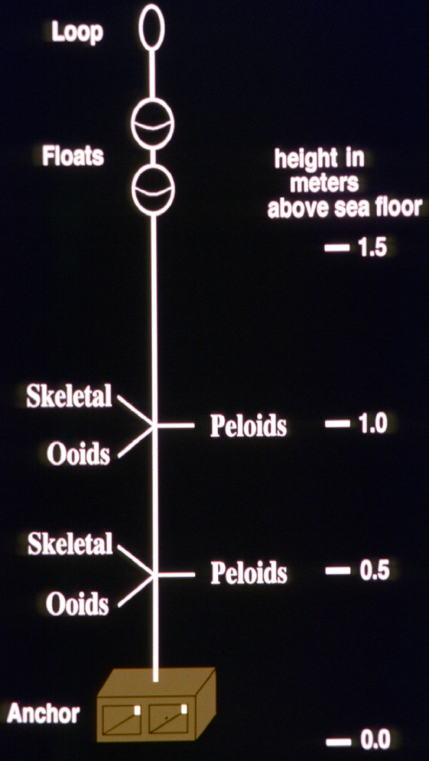 Loop
Floats
height in
meters
above sea floor
1.5
Skeletal
Ooids
Peloids
1.0
Skeletal
Ooids
Peloids
0.5
Anchor
0.0